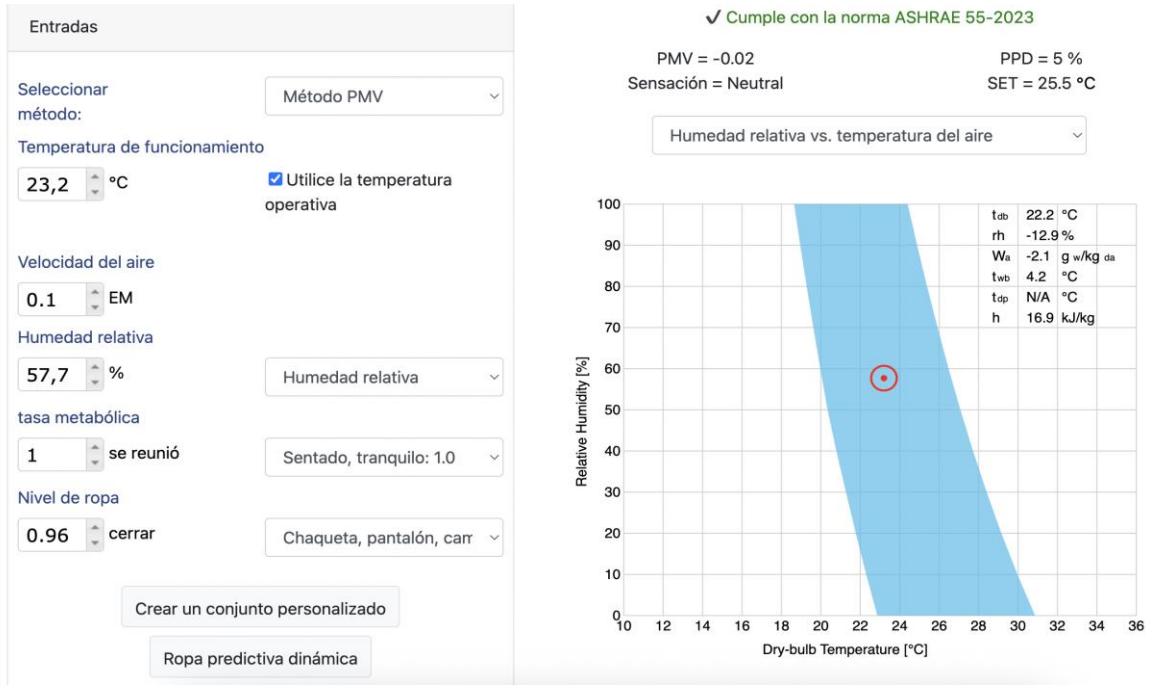 Entradas
Seleccionar
método:
Método PMV
Temperatura de funcionamiento
23,2 °C
Utilice la temperatura
operativa
Velocidad del aire
0.1 EM
Humedad relativa
57,7 %
Humedad relativa
tasa metabólica
1 se reunió
Sentado, tranquilo: 1.0
Nivel de ropa
0.96 cerrar
Chaqueta, pantalón, cam
Crear un conjunto personalizado
Ropa predictiva dinámica
✓ Cumple con la norma ASHRAE 55-2023
PMV = -0.02
PPD = 5 %
Sensación = Neutral
SET = 25.5 °C
Humedad relativa vs. temperatura del aire
tdb 22.2 °C
rh -12.9 %
Wa -2.1 g w/kg da
twb 4.2 °C
tdp N/A °C
h 16.9 kJ/kg
Relative Humidity [%]
100
90
80
70
60
50
40
30
20
10
0
10 12 14 16 18 20 22 24 26 28 30 32 34 36
Dry-bulb Temperature [°C]